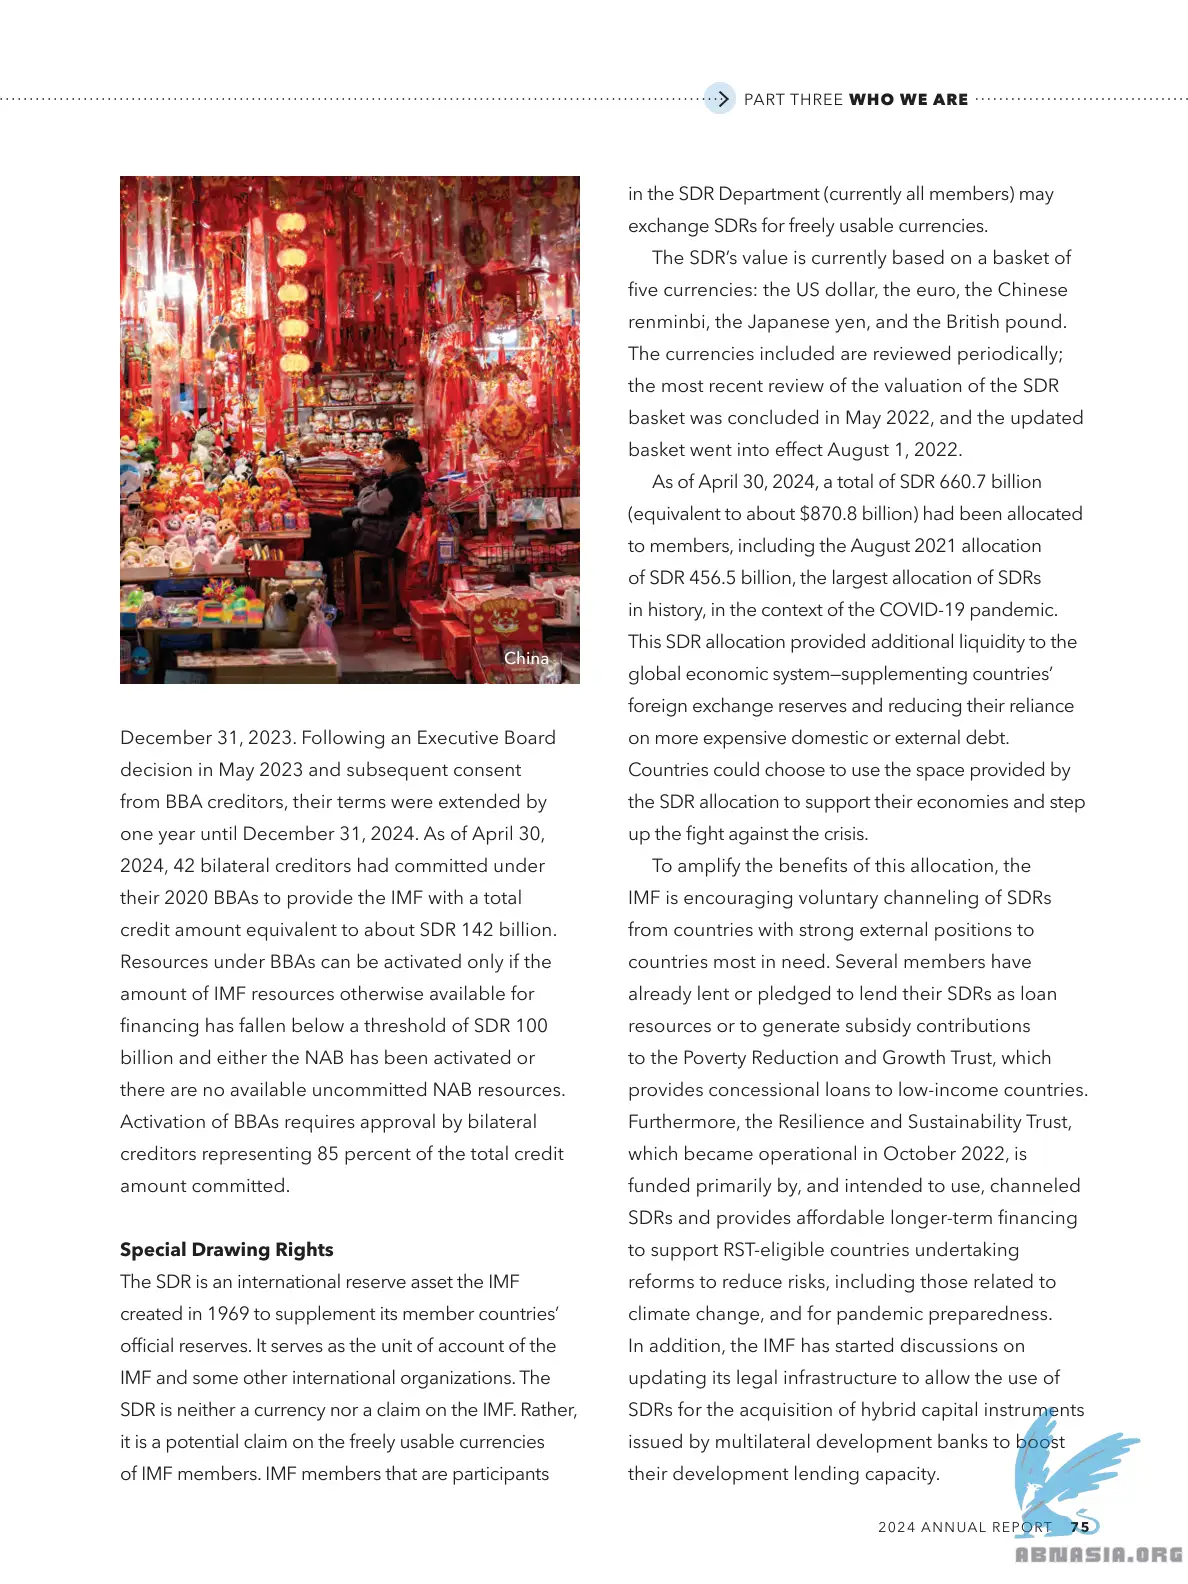 PART THREE WHO WE ARE
China
December 31, 2023. Following an Executive Board
decision in May 2023 and subsequent consent
from BBA creditors, their terms were extended by
one year until December 31, 2024. As of April 30,
2024, 42 bilateral creditors had committed under
their 2020 BBAs to provide the IMF with a total
credit amount equivalent to about SDR 142 billion.
Resources under BBAs can be activated only if the
amount of IMF resources otherwise available for
financing has fallen below a threshold of SDR 100
billion and either the NAB has been activated or
there are no available uncommitted NAB resources.
Activation of BBAs requires approval by bilateral
creditors representing 85 percent of the total credit
amount committed.
Special Drawing Rights
The SDR is an international reserve asset the IMF
created in 1969 to supplement its member countries’
official reserves. It serves as the unit of account of the
IMF and some other international organizations. The
SDR is neither a currency nor a claim on the IMF. Rather,
it is a potential claim on the freely usable currencies
of IMF members. IMF members that are participants
in the SDR Department (currently all members) may
exchange SDRs for freely usable currencies.
The SDR’s value is currently based on a basket of
five currencies: the US dollar, the euro, the Chinese
renminbi, the Japanese yen, and the British pound.
The currencies included are reviewed periodically;
the most recent review of the valuation of the SDR
basket was concluded in May 2022, and the updated
basket went into effect August 1, 2022.
As of April 30, 2024, a total of SDR 660.7 billion
(equivalent to about $870.8 billion) had been allocated
to members, including the August 2021 allocation
of SDR 456.5 billion, the largest allocation of SDRs
in history, in the context of the COVID-19 pandemic.
This SDR allocation provided additional liquidity to the
global economic system—supplementing countries’
foreign exchange reserves and reducing their reliance
on more expensive domestic or external debt.
Countries could choose to use the space provided by
the SDR allocation to support their economies and step
up the fight against the crisis.
To amplify the benefits of this allocation, the
IMF is encouraging voluntary channeling of SDRs
from countries with strong external positions to
countries most in need. Several members have
already lent or pledged to lend their SDRs as loan
resources or to generate subsidy contributions
to the Poverty Reduction and Growth Trust, which
provides concessional loans to low-income countries.
Furthermore, the Resilience and Sustainability Trust,
which became operational in October 2022, is
funded primarily by, and intended to use, channeled
SDRs and provides affordable longer-term financing
to support RST-eligible countries undertaking
reforms to reduce risks, including those related to
climate change, and for pandemic preparedness.
In addition, the IMF has started discussions on
updating its legal infrastructure to allow the use of
SDRs for the acquisition of hybrid capital instruments
issued by multilateral development banks to boost
their development lending capacity.
2024 ANNUAL REPORT 75
ABNASIA.ORG